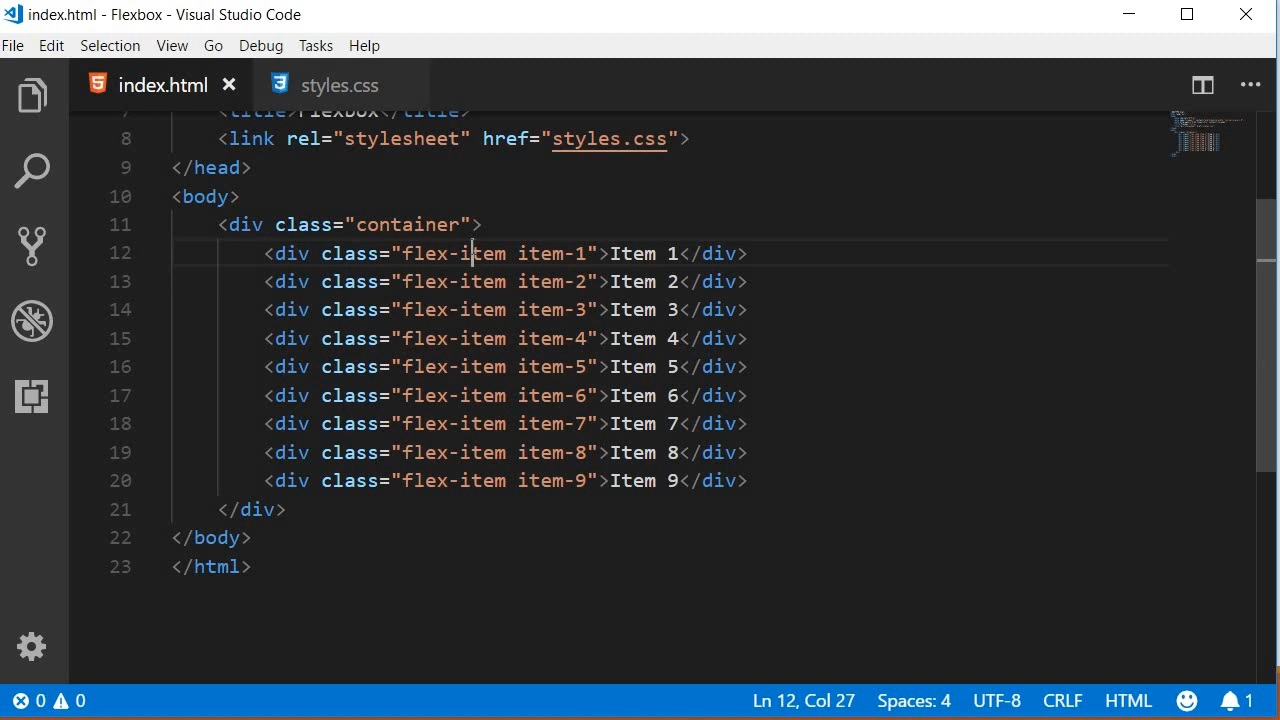 index.html - Flexbox - Visual Studio Code
File Edit Selection View Go Debug Tasks Help
index.html styles.css
7 <title>Flexbox</title>
8 <link rel="stylesheet" href="styles.css">
9 </head>
10 <body>
11 <div class="container">
12 <div class="flex-item item-1">Item 1</div>
13 <div class="flex-item item-2">Item 2</div>
14 <div class="flex-item item-3">Item 3</div>
15 <div class="flex-item item-4">Item 4</div>
16 <div class="flex-item item-5">Item 5</div>
17 <div class="flex-item item-6">Item 6</div>
18 <div class="flex-item item-7">Item 7</div>
19 <div class="flex-item item-8">Item 8</div>
20 <div class="flex-item item-9">Item 9</div>
21 </div>
22 </body>
23 </html>
0 0 Ln 12, Col 27 Spaces: 4 UTF-8 CRLF HTML 1